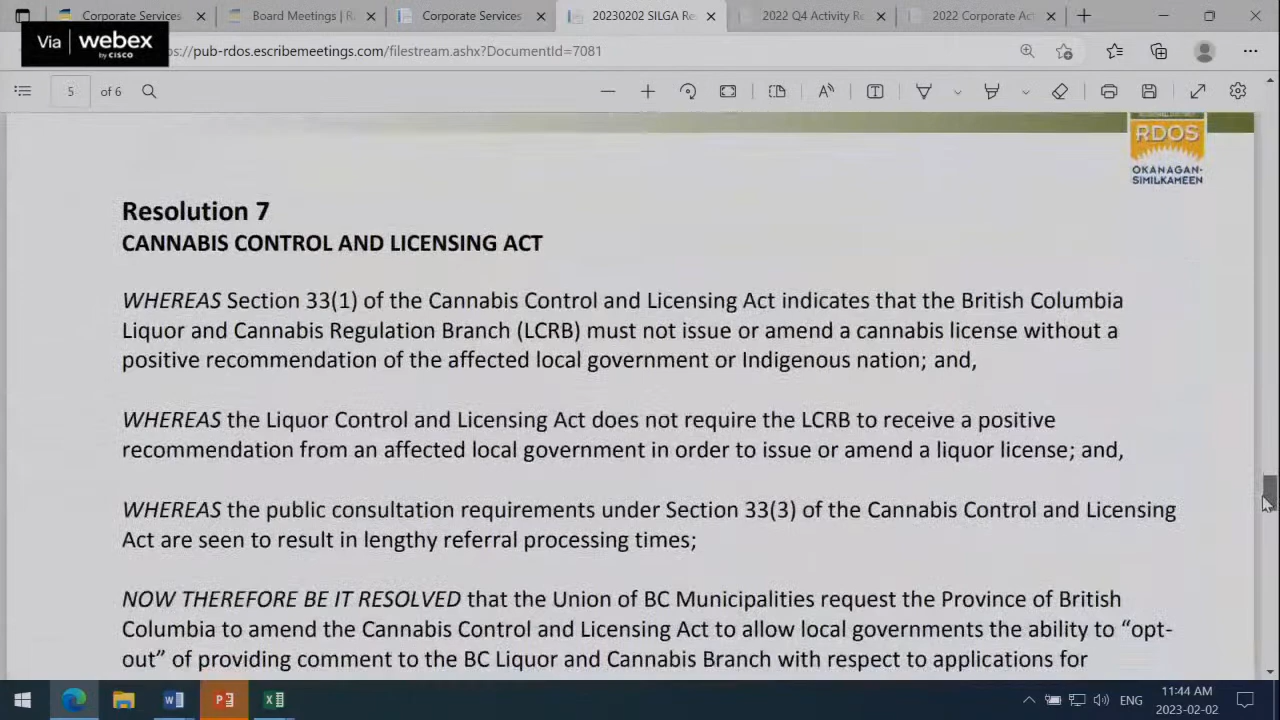 Corporate Services
Board Meetings | R
Corporate Services
20230202 SILGA Re
2022 Q4 Activity Re
2022 Corporate Act
Via webex
by CISCO
s://pub-rdos.escribemeetings.com/filestream.ashx?DocumentId=7081
5 of 6
RDOS
OKANAGAN-
SIMILKAMEEN
Resolution 7
CANNABIS CONTROL AND LICENSING ACT
WHEREAS Section 33(1) of the Cannabis Control and Licensing Act indicates that the British Columbia
Liquor and Cannabis Regulation Branch (LCRB) must not issue or amend a cannabis license without a
positive recommendation of the affected local government or Indigenous nation; and,
WHEREAS the Liquor Control and Licensing Act does not require the LCRB to receive a positive
recommendation from an affected local government in order to issue or amend a liquor license; and,
WHEREAS the public consultation requirements under Section 33(3) of the Cannabis Control and Licensing
Act are seen to result in lengthy referral processing times;
NOW THEREFORE BE IT RESOLVED that the Union of BC Municipalities request the Province of British
Columbia to amend the Cannabis Control and Licensing Act to allow local governments the ability to “opt-
out” of providing comment to the BC Liquor and Cannabis Branch with respect to applications for
ENG
11:44 AM
2023-02-02